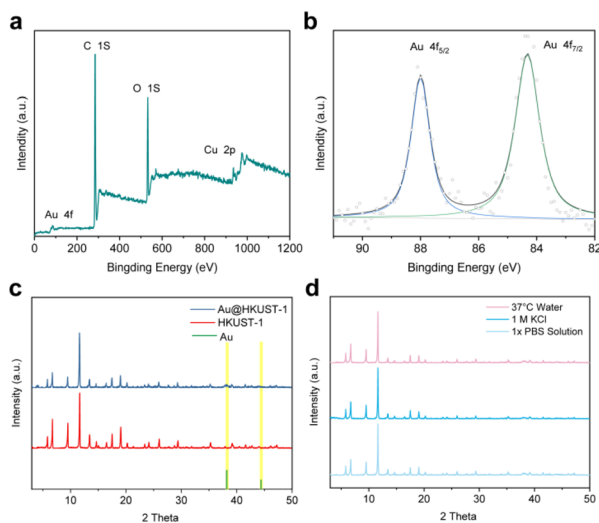 a
C 1S
O 1S
Cu 2p
Au 4f
Intendity (a.u.)
0 200 400 600 800 1000 1200
Bingding Energy (eV)
b
Au 4f5/2
Au 4f7/2
Intendity (a.u.)
90 88 86 84 82
Bingding Energy (eV)
c
Au@HKUST-1
HKUST-1
Au
Intensity (a.u.)
10 20 30 40 50
2 Theta
d
37°C Water
1 M KCl
1x PBS Solution
Intensity (a.u.)
10 20 30 40 50
2 Theta